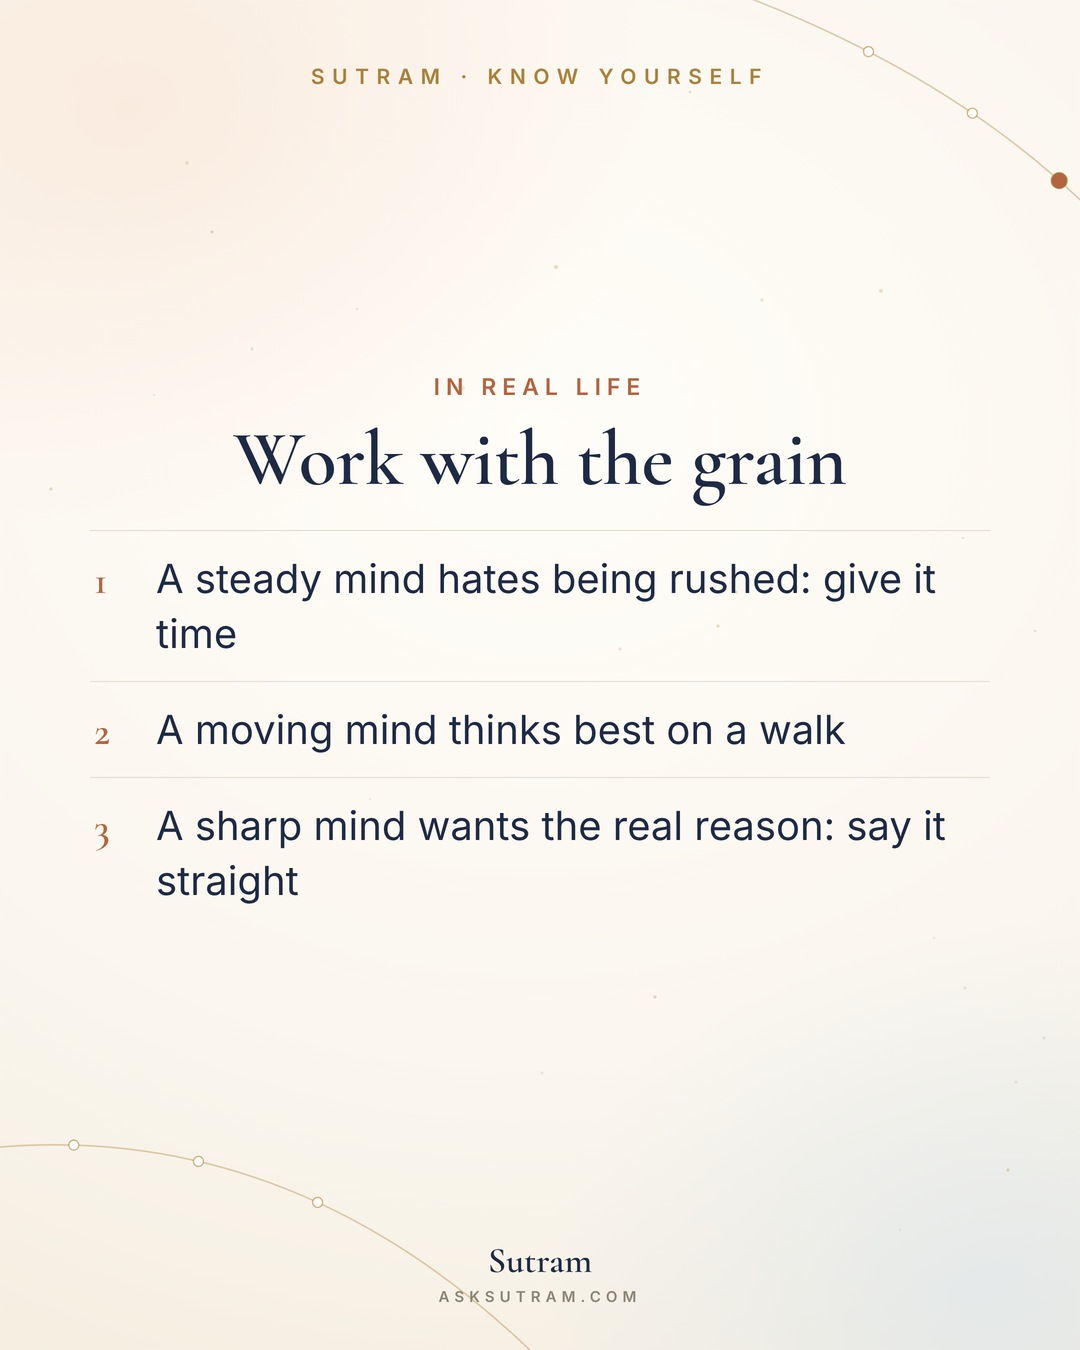 SUTRAM · KNOW YOURSELF
IN REAL LIFE
Work with the grain
1 A steady mind hates being rushed: give it
time
2 A moving mind thinks best on a walk
3 A sharp mind wants the real reason: say it
straight
Sutram
ASKSUTRAM.COM